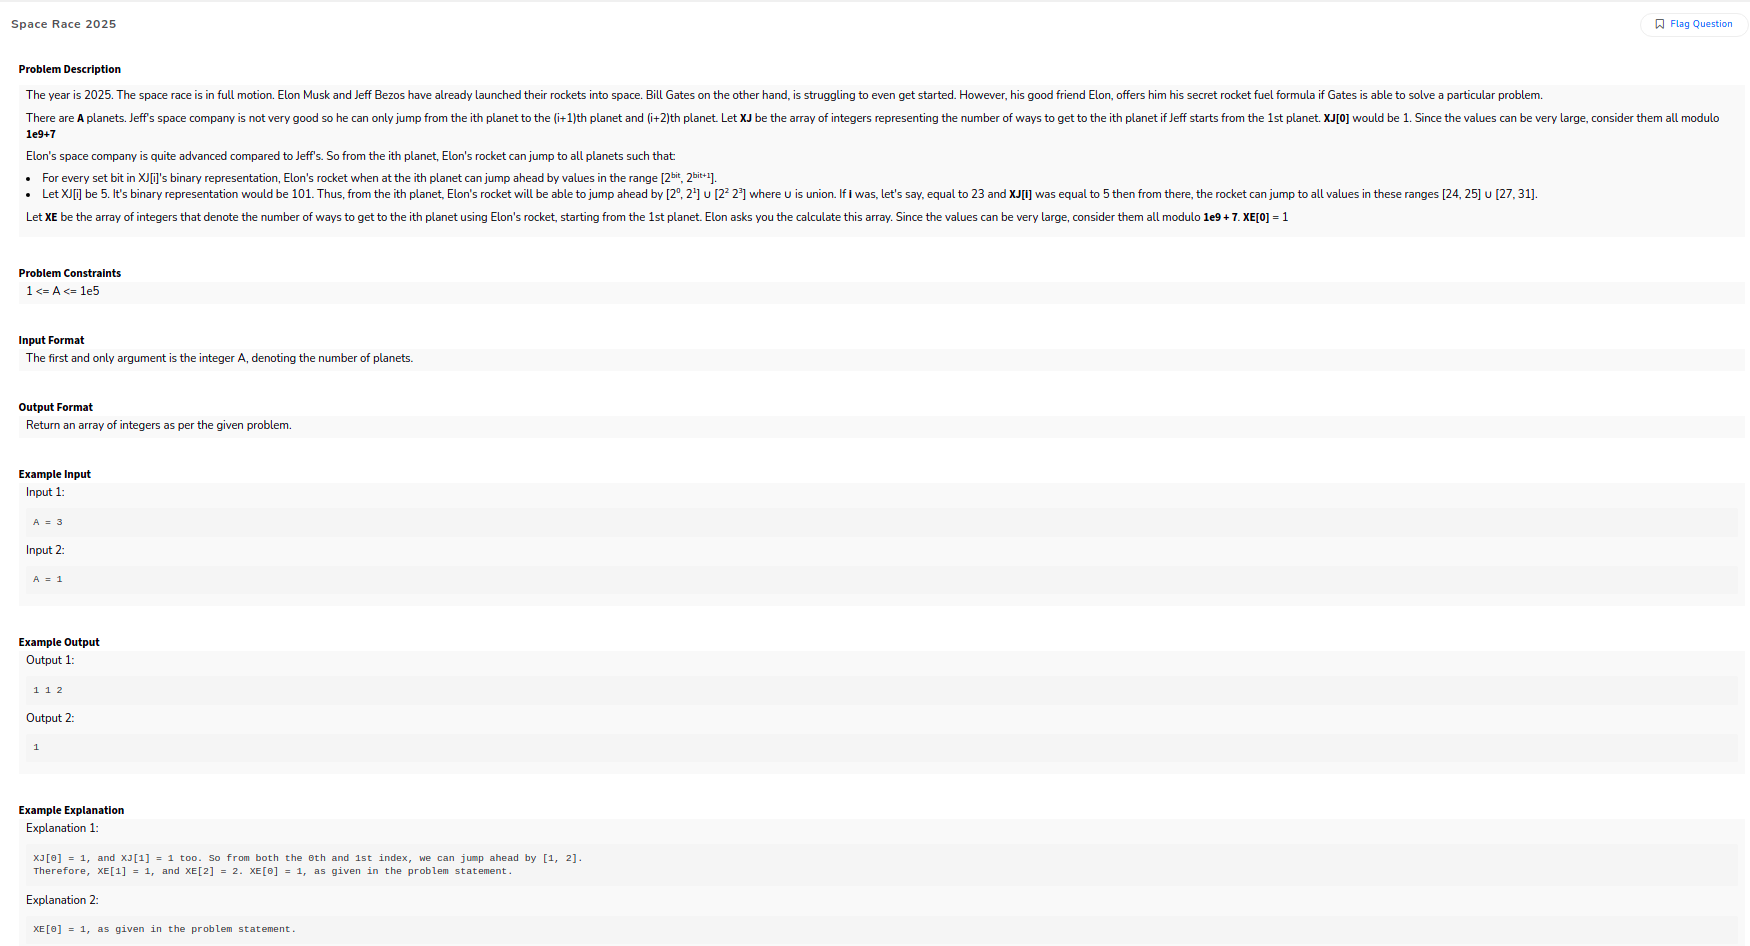 Space Race 2025
Flag Question
Problem Description
The year is 2025. The space race is in full motion. Elon Musk and Jeff Bezos have already launched their rockets into space. Bill Gates on the other hand, is struggling to even get started. However, his good friend Elon, offers him his secret rocket fuel formula if Gates is able to solve a particular problem.
There are A planets. Jeff's space company is not very good so he can only jump from the ith planet to the (i+1)th planet and (i+2)th planet. Let XJ be the array of integers representing the number of ways to get to the ith planet if Jeff starts from the 1st planet. XJ[0] would be 1. Since the values can be very large, consider them all modulo
1e9+7
Elon's space company is quite advanced compared to Jeff's. So from the ith planet, Elon's rocket can jump to all planets such that:
• For every set bit in XJ[i]'s binary representation, Elon's rocket when at the ith planet can jump ahead by values in the range [2^bit, 2^bit+1].
• Let XJ[i] be 5. It's binary representation would be 101. Thus, from the ith planet, Elon's rocket will be able to jump ahead by [2⁰, 2¹] ∪ [2² 2³] where ∪ is union. If I was, let's say, equal to 23 and XJ[i] was equal to 5 then from there, the rocket can jump to all values in these ranges [24, 25] ∪ [27, 31].
Let XE be the array of integers that denote the number of ways to get to the ith planet using Elon's rocket, starting from the 1st planet. Elon asks you the calculate this array. Since the values can be very large, consider them all modulo 1e9 + 7. XE[0] = 1
Problem Constraints
1 <= A <= 1e5
Input Format
The first and only argument is the integer A, denoting the number of planets.
Output Format
Return an array of integers as per the given problem.
Example Input
Input 1:
A = 3
Input 2:
A = 1
Example Output
Output 1:
1 1 2
Output 2:
1
Example Explanation
Explanation 1:
XJ[0] = 1, and XJ[1] = 1 too. So from both the 0th and 1st index, we can jump ahead by [1, 2].
Therefore, XE[1] = 1, and XE[2] = 2. XE[0] = 1, as given in the problem statement.
Explanation 2:
XE[0] = 1, as given in the problem statement.